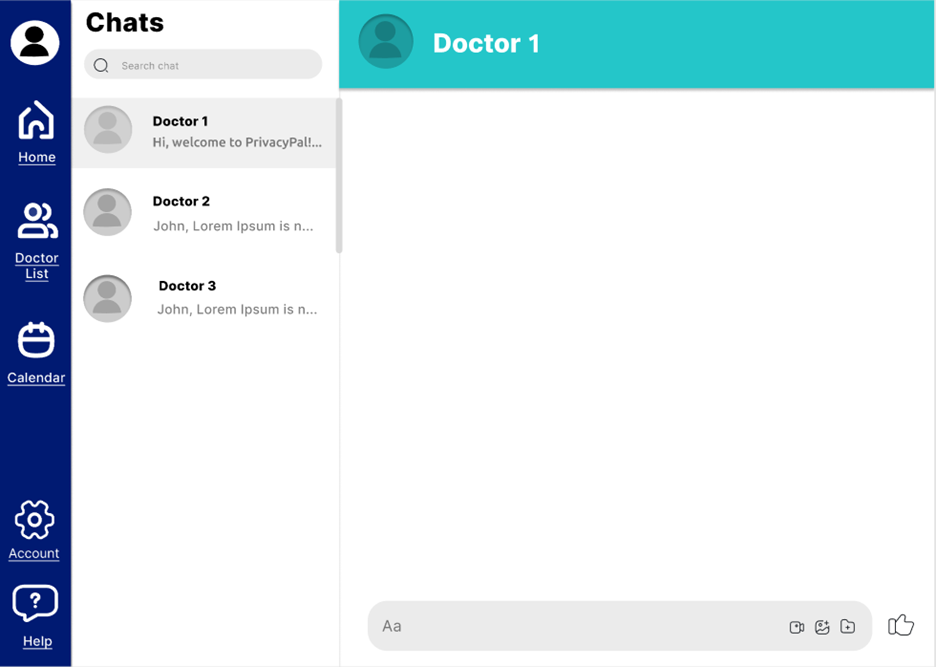 Chats
Search chat
Doctor 1
Hi, welcome to PrivacyPal!...
Doctor 2
John, Lorem Ipsum is n...
Doctor 3
John, Lorem Ipsum is n...
Home
Doctor
List
Calendar
Account
?
Help
Doctor 1
Aa